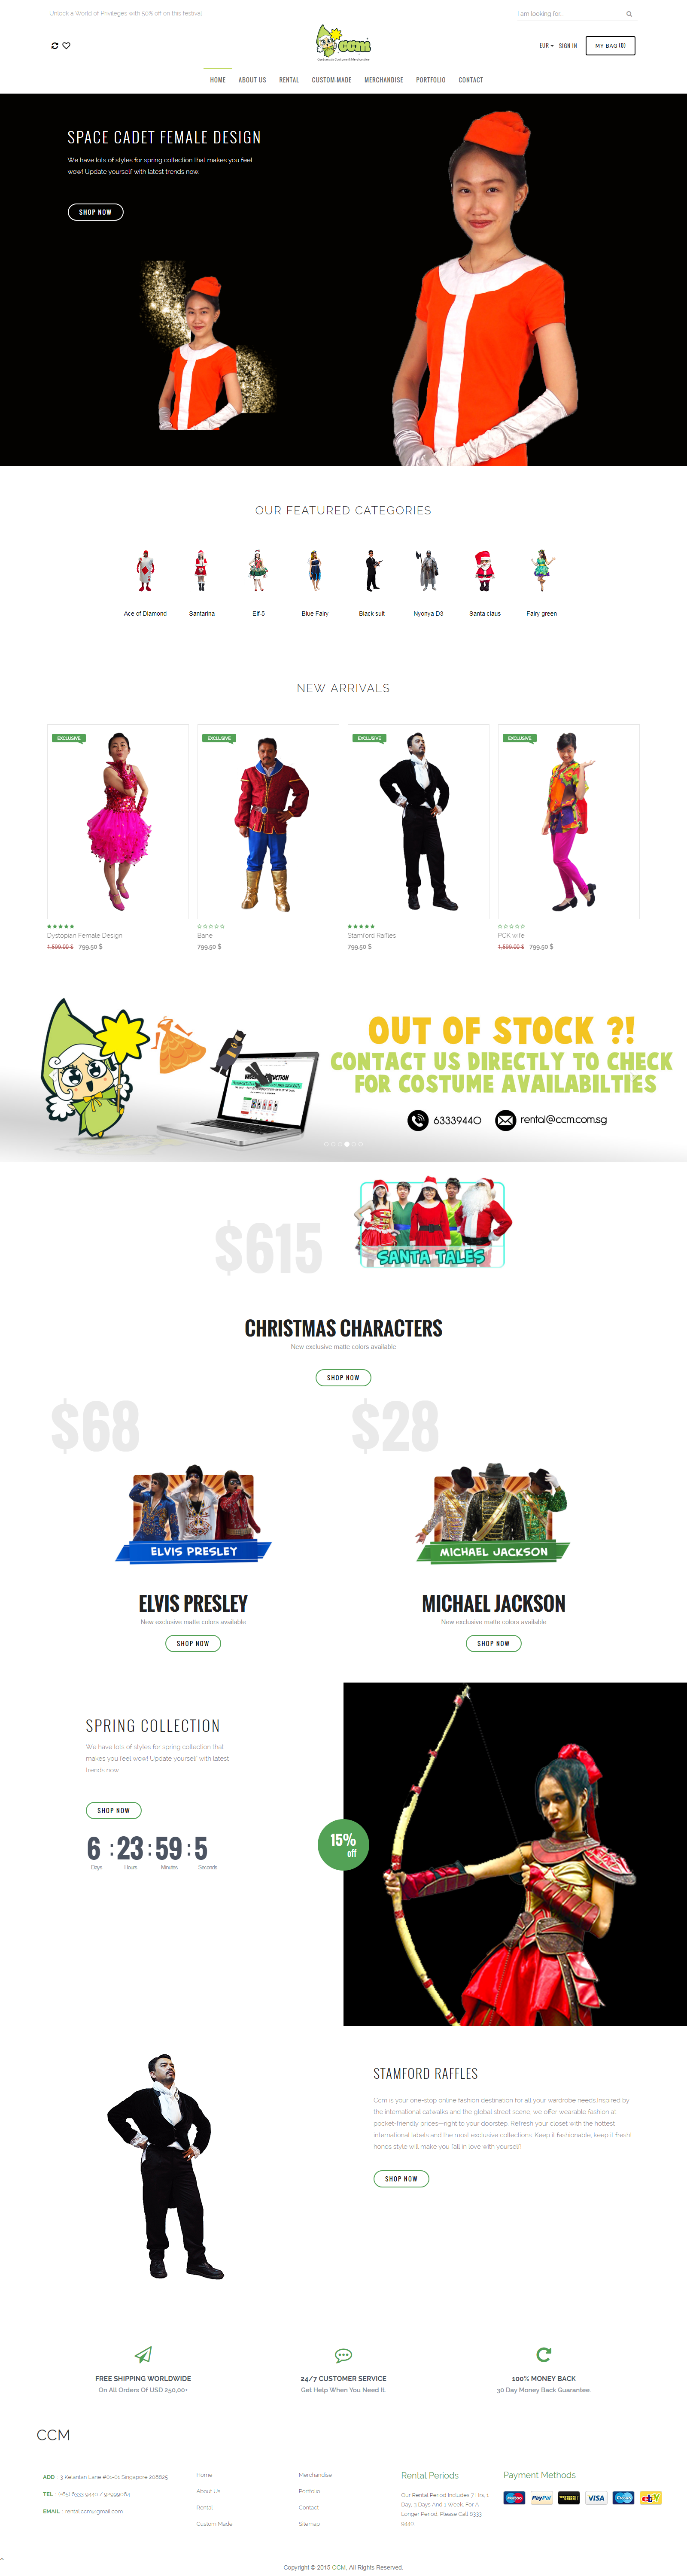 Unlock a World of Privileges with 50% off on this festival
I am looking for...
ccm
Customade Costume & Merchandise
EUR
SIGN IN
MY BAG (0)
HOME ABOUT US RENTAL CUSTOM-MADE MERCHANDISE PORTFOLIO CONTACT
SPACE CADET FEMALE DESIGN
We have lots of styles for spring collection that makes you feel
wow! Update yourself with latest trends now.
SHOP NOW
OUR FEATURED CATEGORIES
Ace of Diamond Santarina Elf-5 Blue Fairy Black suit Nyonya D3 Santa claus Fairy green
NEW ARRIVALS
EXCLUSIVE EXCLUSIVE EXCLUSIVE EXCLUSIVE
Dystopian Female Design Bane Stamford Raffles PCK wife
1,599.00 $ 799.50 $ 799.50 $ 799.50 $ 1,599.00 $ 799.50 $
OUT OF STOCK ?!
CONTACT US DIRECTLY TO CHECK
FOR COSTUME AVAILABILTIES
63339440 rental@ccm.com.sg
$615
SANTA TALES
CHRISTMAS CHARACTERS
New exclusive matte colors available
SHOP NOW
$68 $28
ELVIS PRESLEY MICHAEL JACKSON
ELVIS PRESLEY MICHAEL JACKSON
New exclusive matte colors available New exclusive matte colors available
SHOP NOW SHOP NOW
SPRING COLLECTION
We have lots of styles for spring collection that
makes you feel wow! Update yourself with latest
trends now.
SHOP NOW
6 : 23 : 59 : 5
Days Hours Minutes Seconds
15%
off
STAMFORD RAFFLES
Ccm is your one-stop online fashion destination for all your wardrobe needs.Inspired by
the international catwalks and the global street scene, we offer wearable fashion at
pocket-friendly prices—right to your doorstep. Refresh your closet with the hottest
international labels and the most exclusive collections. Keep it fashionable, keep it fresh!
honos style will make you fall in love with yourself!
SHOP NOW
FREE SHIPPING WORLDWIDE
On All Orders Of USD 250,00+
24/7 CUSTOMER SERVICE
Get Help When You Need It.
100% MONEY BACK
30 Day Money Back Guarantee.
CCM
ADD 3 Kelantan Lane #01-01 Singapore 208625
TEL (+65) 6333 9440 / 92999064
EMAIL rental.ccm@gmail.com
Home
About Us
Rental
Custom Made
Merchandise
Portfolio
Contact
Sitemap
Rental Periods
Our Rental Period Includes 7 Hrs, 1
Day, 3 Days And 1 Week, For A
Longer Period, Please Call 6333
9440
Payment Methods
Maestro PayPal WESTERN UNION VISA Cirrus ebY
Copyright © 2015 CCM, All Rights Reserved.